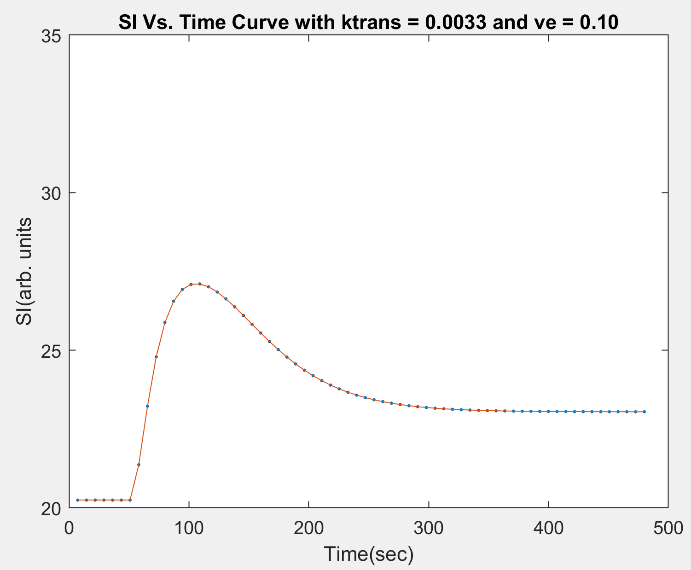 SI Vs. Time Curve with ktrans = 0.0033 and ve = 0.10
35
30
25
20
SI(arb. units
0 100 200 300 400 500
Time(sec)